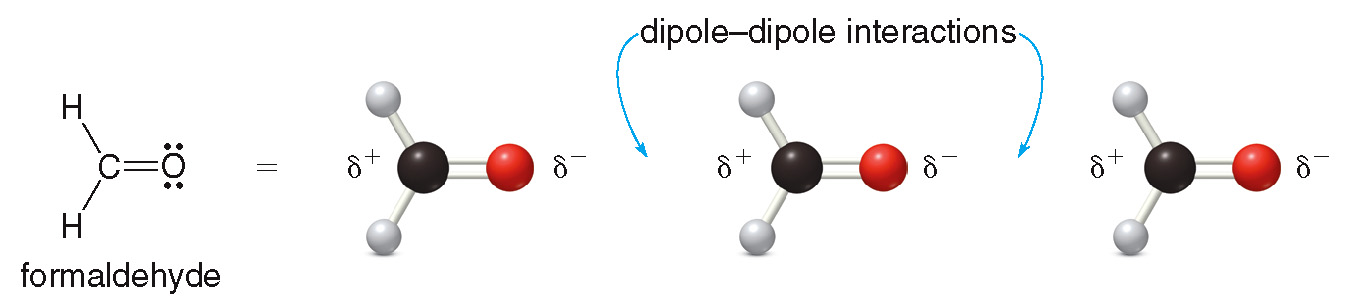 dipole–dipole interactions
H
C=Ö
H
= δ⁺ δ⁻ δ⁺ δ⁻ δ⁺ δ⁻
formaldehyde